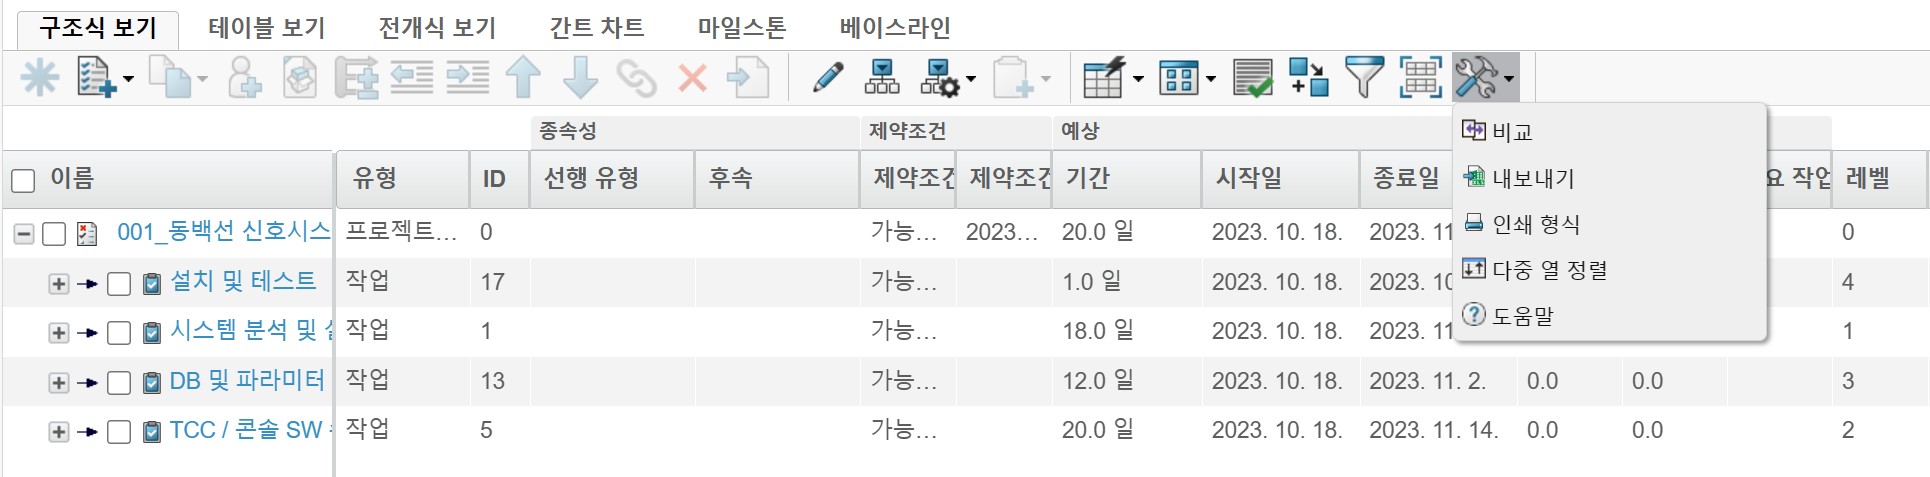 구조식 보기 테이블 보기 전개식 보기 간트 차트 마일스톤 베이스라인
종속성 제약조건 예상
이름 유형 ID 선행 유형 후속 제약조건 제약조건 기간 시작일 종료일 요 작업 레벨
001_동백선 신호시스 프로젝트... 0 가능... 2023... 20.0 일 2023. 10. 18. 2023. 11 0
설치 및 테스트 작업 17 가능... 1.0 일 2023. 10. 18. 2023. 10 4
시스템 분석 및 작업 1 가능... 18.0 일 2023. 10. 18. 2023. 11 1
DB 및 파라미터 작업 13 가능... 12.0 일 2023. 10. 18. 2023. 11. 2. 0.0 0.0 3
TCC / 콘솔 SW 작업 5 가능... 20.0 일 2023. 10. 18. 2023. 11. 14. 0.0 0.0 2
비교
내보내기
인쇄 형식
다중 열 정렬
도움말